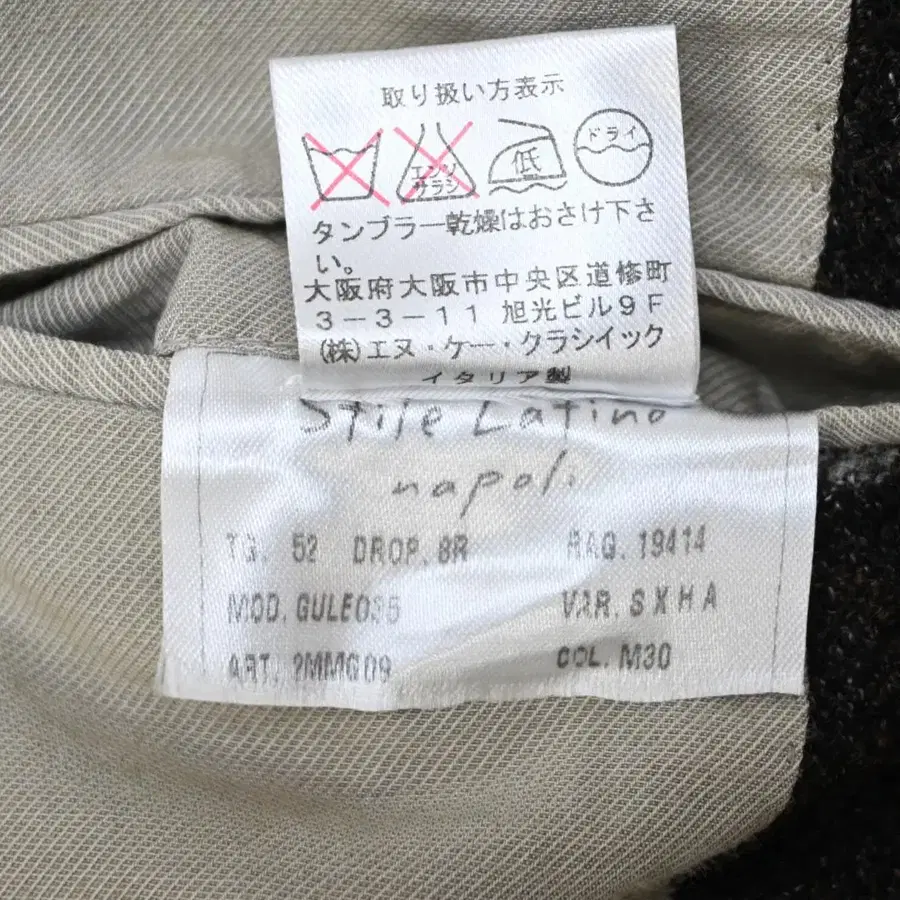 取り扱い方表示
エンソ
サラシ
低
ドライ
タンブラー乾燥はおさけ下さ
い。
大阪府大阪市中央区道修町
3-3-11 旭光ビル9F
(株)エヌ・ケー・クラシイック
イタリア製
Stile Latino
napoli
TG. 52 DROP. 8R RAG. 19414
MOD. GULE035 VAR. SXHA
ART. 2MMG09 COL. M30